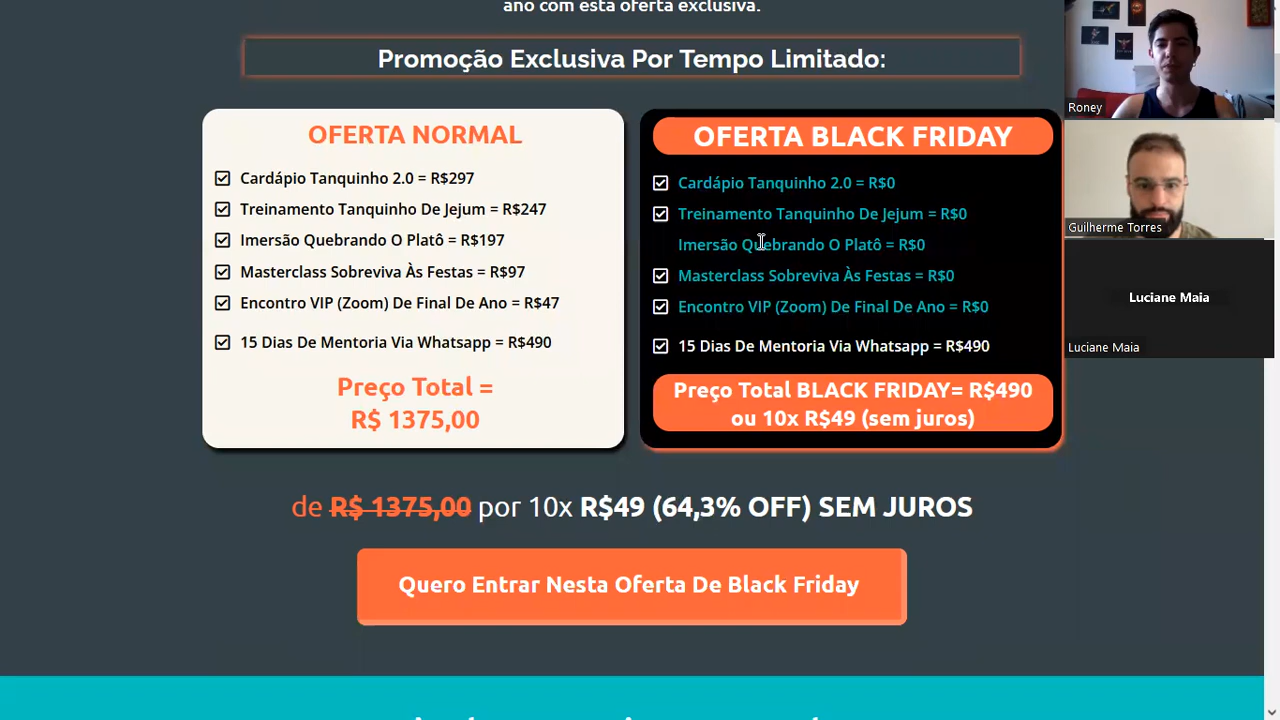 ano com esta oferta exclusiva.
Promoção Exclusiva Por Tempo Limitado:
OFERTA NORMAL
Cardápio Tanquinho 2.0 = R$297
Treinamento Tanquinho De Jejum = R$247
Imersão Quebrando O Platô = R$197
Masterclass Sobreviva Às Festas = R$97
Encontro VIP (Zoom) De Final De Ano = R$47
15 Dias De Mentoria Via Whatsapp = R$490
Preço Total =
R$ 1375,00
OFERTA BLACK FRIDAY
Cardápio Tanquinho 2.0 = R$0
Treinamento Tanquinho De Jejum = R$0
Imersão Quebrando O Platô = R$0
Masterclass Sobreviva Às Festas = R$0
Encontro VIP (Zoom) De Final De Ano = R$0
15 Dias De Mentoria Via Whatsapp = R$490
Preço Total BLACK FRIDAY= R$490
ou 10x R$49 (sem juros)
de R$ 1375,00 por 10x R$49 (64,3% OFF) SEM JUROS
Quero Entrar Nesta Oferta De Black Friday
Roney
Guilherme Torres
Luciane Maia
Luciane Maia